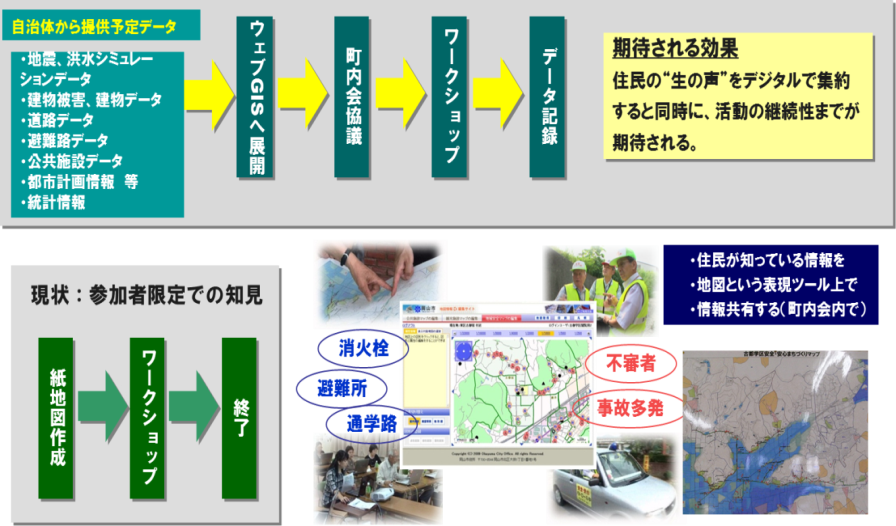 自治体から提供予定データ
・地震、洪水シミュレー
ションデータ
・建物被害、建物データ
・道路データ
・避難路データ
・公共施設データ
・都市計画情報 等
・統計情報
ウェブGISへ展開
町内会協議
ワークショップ
データ記録
期待される効果
住民の“生の声”をデジタルで集約
すると同時に、活動の継続性までが
期待される。
現状:参加者限定での知見
紙地図作成
ワークショップ
終了
消火栓
避難所
通学路
不審者
事故多発
・住民が知っている情報を
・地図という表現ツール上で
・情報共有する(町内会内で)